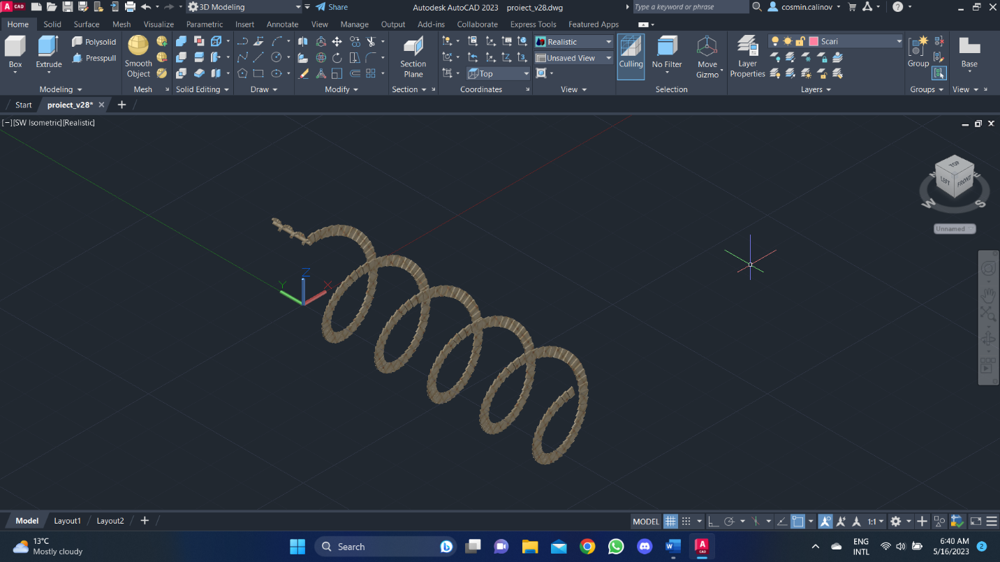 A CAD 3D Modeling Share Autodesk AutoCAD 2023 proiect_v28.dwg Type a keyword or phrase cosmin.calinov
Home Solid Surface Mesh Visualize Parametric Insert Annotate View Manage Output Add-ins Collaborate Express Tools Featured Apps
Box
Extrude
Polysolid
Presspull
Modeling
Smooth
Object
Mesh
Solid Editing
Draw
Modify
Section
Plane
Section
Top
Coordinates
Realistic
Unsaved View
View
Culling
No Filter
Move
Gizmo
Selection
Layer
Properties
Scari
Layers
Group
Groups
Base
View
Start proiect_v28*
[−][SW Isometric][Realistic]
TOP
LEFT FRONT
N E
W S
Unnamed
Z
Y X
Model Layout1 Layout2 MODEL 1:1
13°C
Mostly cloudy
Search
A CAD
ENG
INTL
6:40 AM
5/16/2023
2